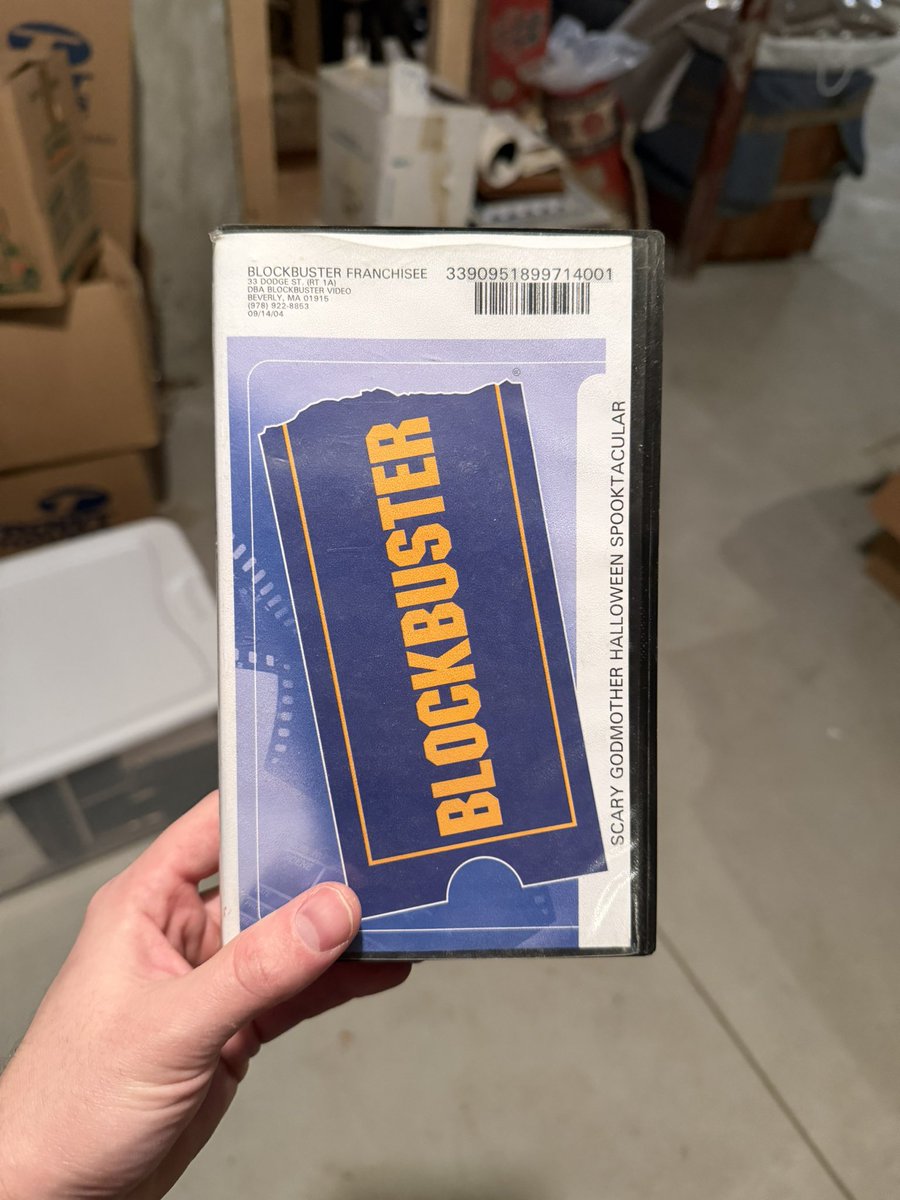 BLOCKBUSTER FRANCHISEE
33 DODGE ST. (RT 1A)
DBA BLOCKBUSTER VIDEO
BEVERLY, MA 01915
(978) 922-8853
09/14/04
3390951899714001
BLOCKBUSTER
®
SCARY GODMOTHER HALLOWEEN SPOOKTACULAR